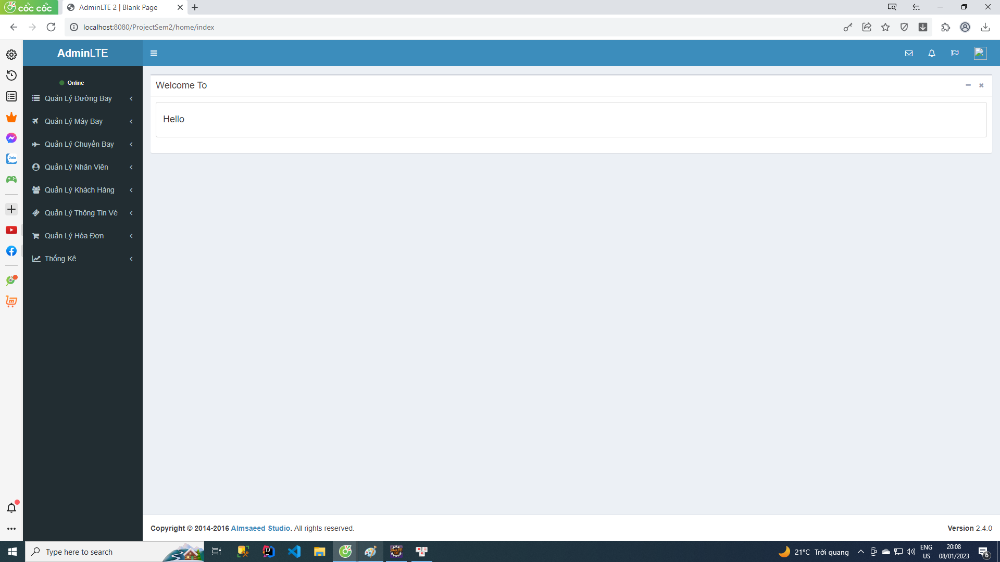 cốc cốc
AdminLTE 2 | Blank Page
localhost:8080/ProjectSem2/home/index
AdminLTE
Online
Quản Lý Đường Bay
Quản Lý Máy Bay
Quản Lý Chuyến Bay
Quản Lý Nhân Viên
Quản Lý Khách Hàng
Quản Lý Thông Tin Vé
Quản Lý Hóa Đơn
Thống Kê
Welcome To
Hello
Zalo
Copyright © 2014-2016 Almsaeed Studio. All rights reserved.
Version 2.4.0
Type here to search
21°C Trời quang
ENG
US
20:08
08/01/2023
6